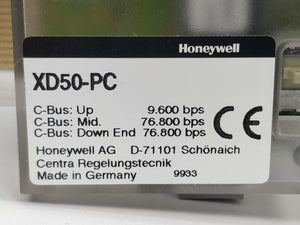 Honeywell
XD50-PC
C-Bus: Up 9.600 bps
C-Bus: Mid. 76.800 bps
C-Bus: Down End 76.800 bps
CE
Honeywell AG D-71101 Schönaich
Centra Regelungstecnik
Made in Germany 9933